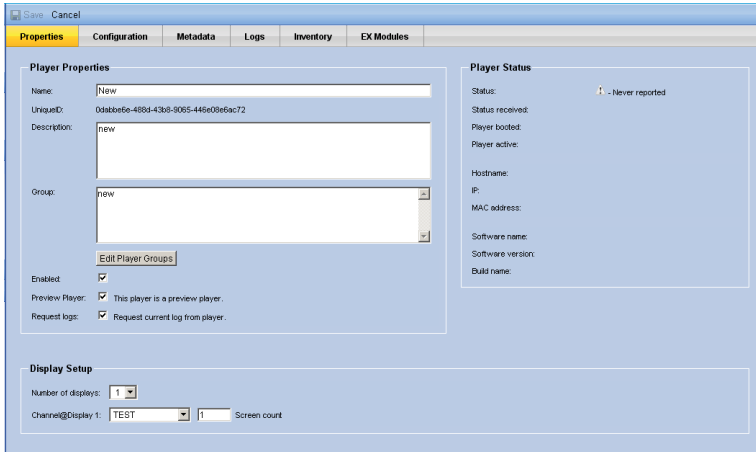 Save Cancel
Properties Configuration Metadata Logs Inventory EX Modules
Player Properties
Name: New
UniqueID: 0dabbe6e-488d-43b8-9065-446e08e6ac72
Description: new
Group: new
Edit Player Groups
Enabled:
Preview Player: This player is a preview player.
Request logs: Request current log from player.
Player Status
Status: - Never reported
Status received:
Player booted:
Player active:
Hostname:
IP:
MAC address:
Software name:
Software version:
Build name:
Display Setup
Number of displays: 1
Channel@Display 1: TEST 1 Screen count